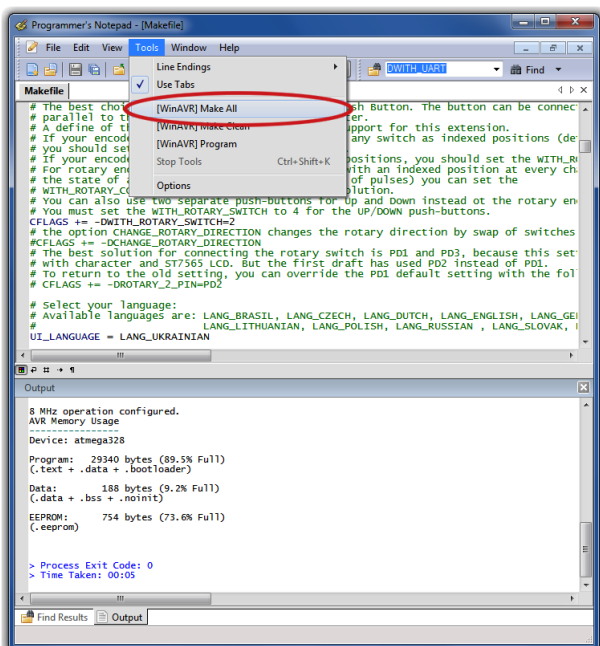 Programmer's Notepad - [Makefile]
File Edit View Tools Window Help
DWITH_UART
Find
Line Endings
Use Tabs
[WinAVR] Make All
[WinAVR] Make Clean
[WinAVR] Program
Stop Tools Ctrl+Shift+K
Options
Makefile
# The best choi sh Button. The button can be connec
# parallel to th er.
# A define of th upport for this extension.
# If your encode any switch as indexed positions (de
# you should set
# If your encode positions, you should set the WITH_R
# For rotary en with an indexed position at every ch
# the state of a of pulses) you can set the
# WITH_ROTARY_CO lution.
# You can also use two separate push-buttons for Up and Down instead ot the rotary en
# You must set the WITH_ROTARY_SWITCH to 4 for the UP/DOWN push-buttons.
CFLAGS += -DWITH_ROTARY_SWITCH=2
# the option CHANGE_ROTARY_DIRECTION changes the rotary direction by swap of switches
#CFLAGS += -DCHANGE_ROTARY_DIRECTION
# The best solution for connecting the rotary switch is PD1 and PD3, because this set
# with character and ST7565 LCD. But the first draft has used PD2 instead of PD1.
# To return to the old setting, you can override the PD1 default setting with the fol
# CFLAGS += -DROTARY_2_PIN=PD2
# Select your language:
# Available languages are: LANG_BRASIL, LANG_CZECH, LANG_DUTCH, LANG_ENGLISH, LANG_GE
# LANG_LITHUANIAN, LANG_POLISH, LANG_RUSSIAN , LANG_SLOVAK,
UI_LANGUAGE = LANG_UKRAINIAN
Output
8 MHz operation configured.
AVR Memory Usage
----------------
Device: atmega328
Program: 29340 bytes (89.5% Full)
(.text + .data + .bootloader)
Data: 188 bytes (9.2% Full)
(.data + .bss + .noinit)
EEPROM: 754 bytes (73.6% Full)
(.eeprom)
> Process Exit Code: 0
> Time Taken: 00:05
Find Results Output